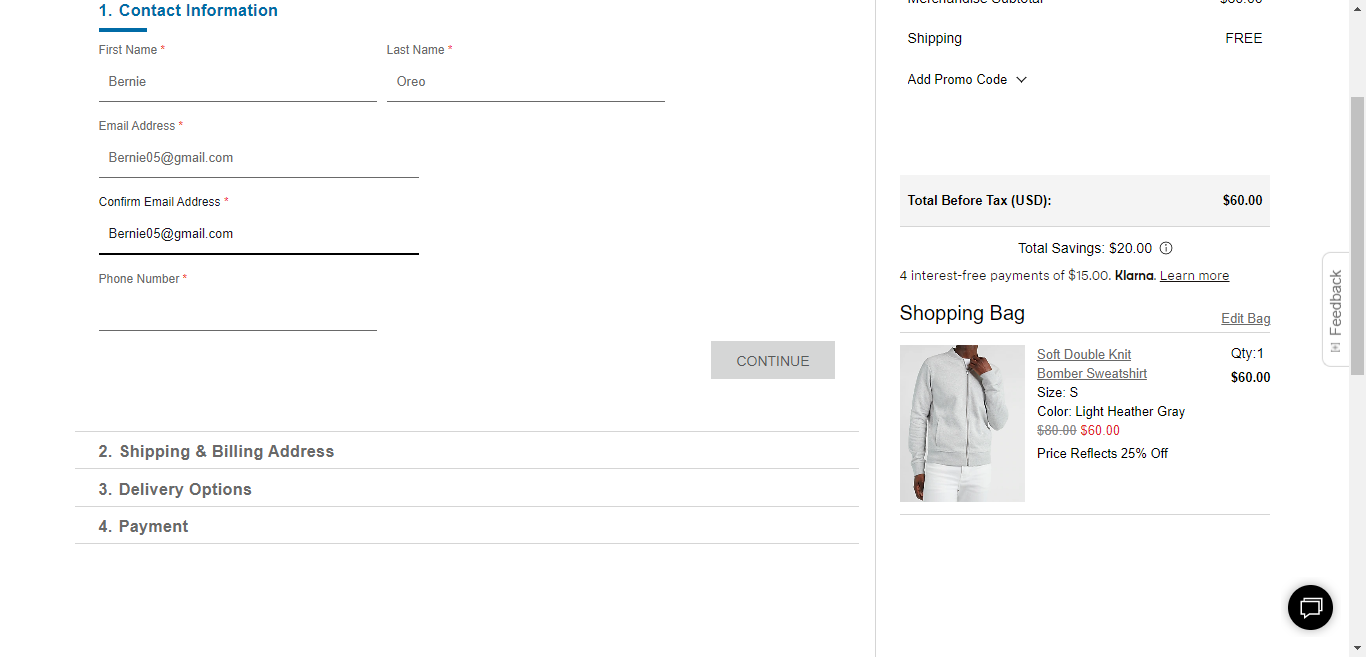 1. Contact Information
First Name *
Last Name *
Bernie
Oreo
Email Address *
Bernie05@gmail.com
Confirm Email Address *
Bernie05@gmail.com
Phone Number *
CONTINUE
2. Shipping & Billing Address
3. Delivery Options
4. Payment
Merchandise Subtotal
Shipping FREE
Add Promo Code
Total Before Tax (USD): $60.00
Total Savings: $20.00
4 interest-free payments of $15.00. Klarna. Learn more
Shopping Bag Edit Bag
Soft Double Knit Qty:1
Bomber Sweatshirt $60.00
Size: S
Color: Light Heather Gray
$80.00 $60.00
Price Reflects 25% Off
Feedback